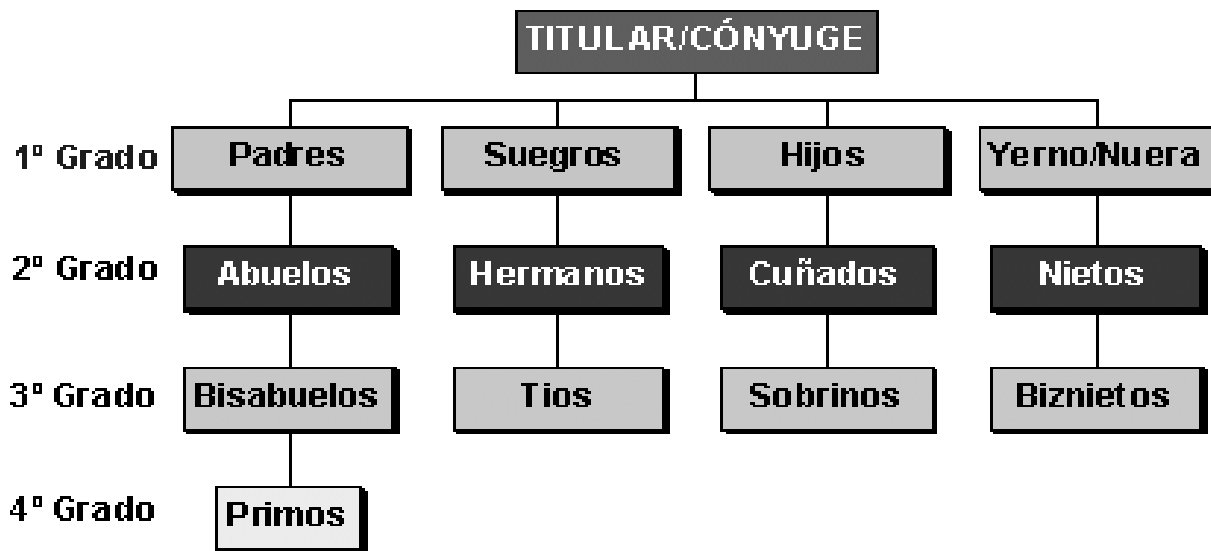 TITULAR/CÓNYUGE
1º Grado Padres Suegros Hijos Yerno/Nuera
2º Grado Abuelos Hermanos Cuñados Nietos
3º Grado Bisabuelos Tios Sobrinos Biznietos
4º Grado Primos